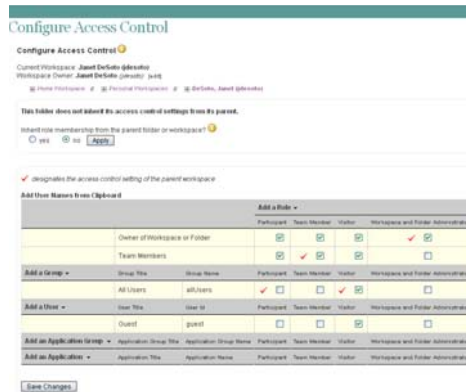 Configure Access Control
Configure Access Control
Current Workspace: Janet DeSoto (jdesoto)
Workspace Owner: Janet DeSoto (jdesoto) [edit]
Home Workspace // Personal Workspaces // DeSoto, Janet (jdesoto)
This folder does not inherit its access control settings from its parent.
Inherit role membership from the parent folder or workspace?
yes no Apply
designates the access control setting of the parent workspace
Add User Names from Clipboard
Add a Role
Participant Team Member Visitor Workspace and Folder Administrat
Owner of Workspace or Folder
Team Members
Add a Group Group Title Group Name Participant Team Member Visitor Workspace and Folder Administrat
All Users allUsers
Add a User User Title User Id Participant Team Member Visitor Workspace and Folder Administrat
Guest guest
Add an Application Group Application Group Title Application Group Name Participant Team Member Visitor Workspace and Folder Administrat
Add an Application Application Title Application Name Participant Team Member Visitor Workspace and Folder Administrat
Save Changes